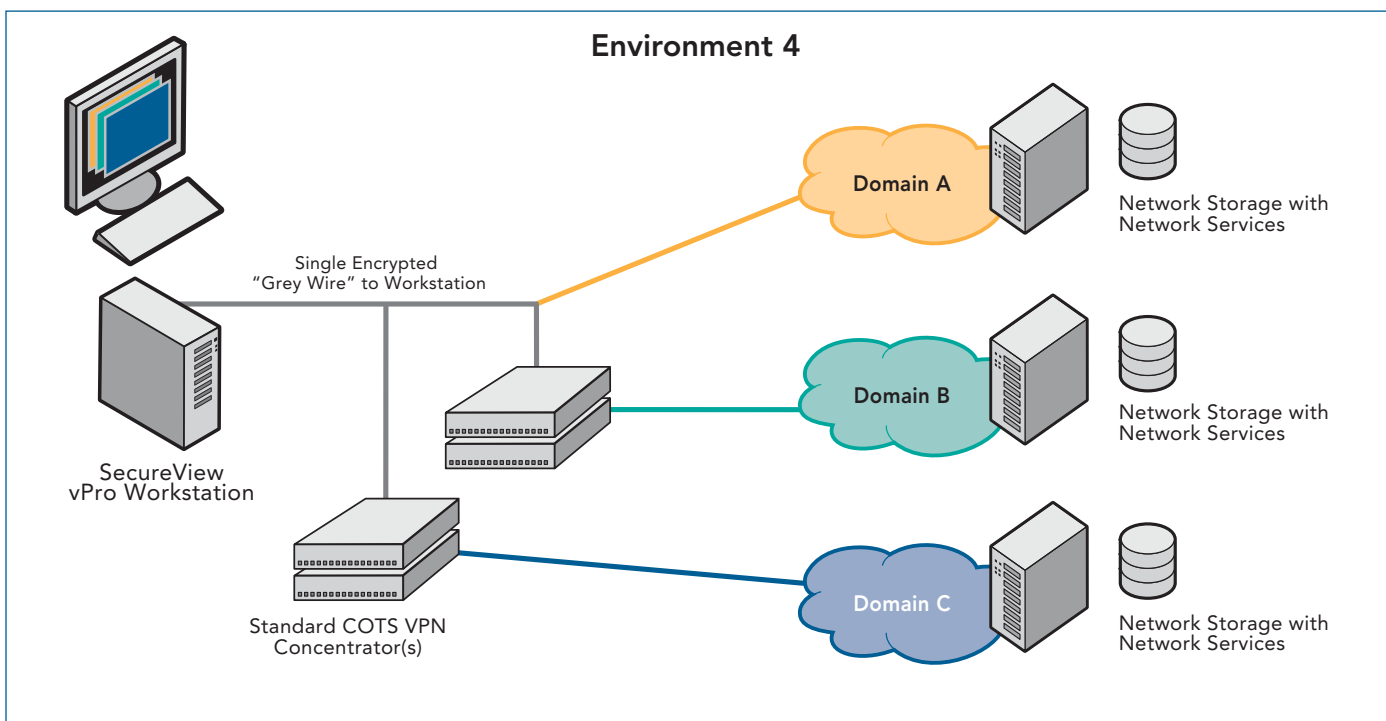 Environment 4
Single Encrypted
“Grey Wire” to Workstation
SecureView
vPro Workstation
Standard COTS VPN
Concentrator(s)
Domain A
Network Storage with
Network Services
Domain B
Network Storage with
Network Services
Domain C
Network Storage with
Network Services